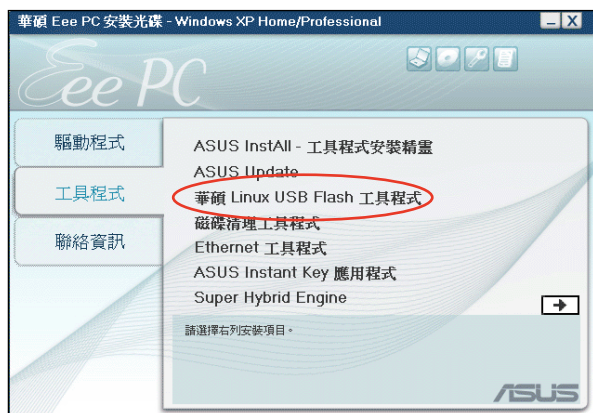 華碩 Eee PC 安裝光碟 - Windows XP Home/Professional
Eee PC
驅動程式
工具程式
聯絡資訊
ASUS InstAll - 工具程式安裝精靈
ASUS Update
華碩 Linux USB Flash 工具程式
磁碟清理工具程式
Ethernet 工具程式
ASUS Instant Key 應用程式
Super Hybrid Engine
請選擇右列安裝項目。
ASUS